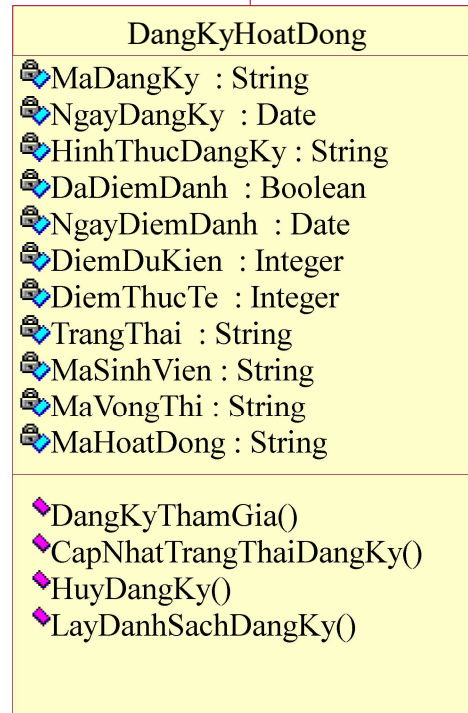 DangKyHoatDong
MaDangKy : String
NgayDangKy : Date
HinhThucDangKy : String
DaDiemDanh : Boolean
NgayDiemDanh : Date
DiemDuKien : Integer
DiemThucTe : Integer
TrangThai : String
MaSinhVien : String
MaVongThi : String
MaHoatDong : String
DangKyThamGia()
CapNhatTrangThaiDangKy()
HuyDangKy()
LayDanhSachDangKy()